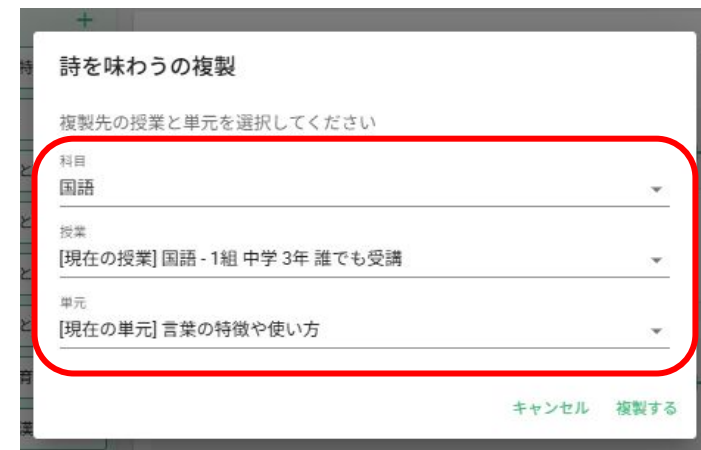 詩を味わうの複製
複製先の授業と単元を選択してください
科目
国語
授業
[現在の授業] 国語 - 1組 中学 3年 誰でも受講
単元
[現在の単元] 言葉の特徴や使い方
キャンセル 複製する